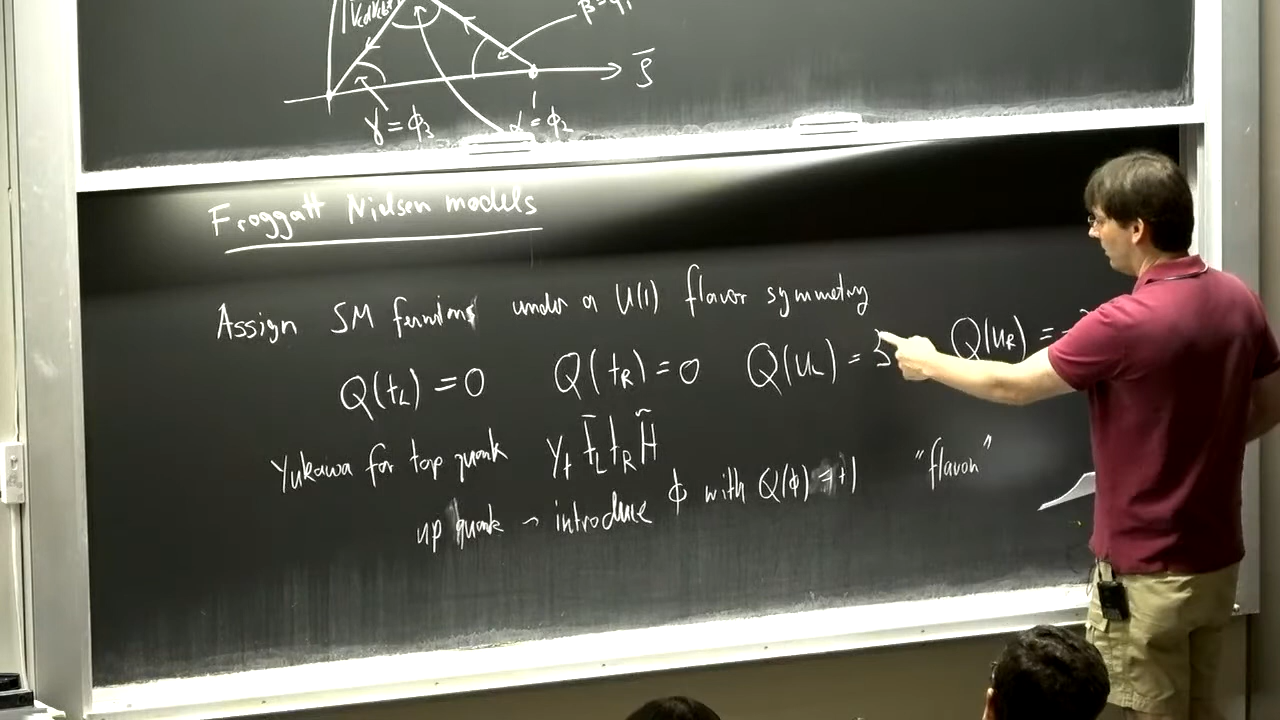 β = φ₁
ρ̄
γ = φ₃ α = φ₂
Froggatt Nielsen models
Assign SM fermions under a U(1) flavor symmetry
Q(t_L) = 0 Q(t_R) = 0 Q(u_L) = 3 Q(u_R) =
Yukawa for top quark y_t t̄_L t_R H̃
up quark → introduce ϕ with Q(ϕ) = +1 "flavon"